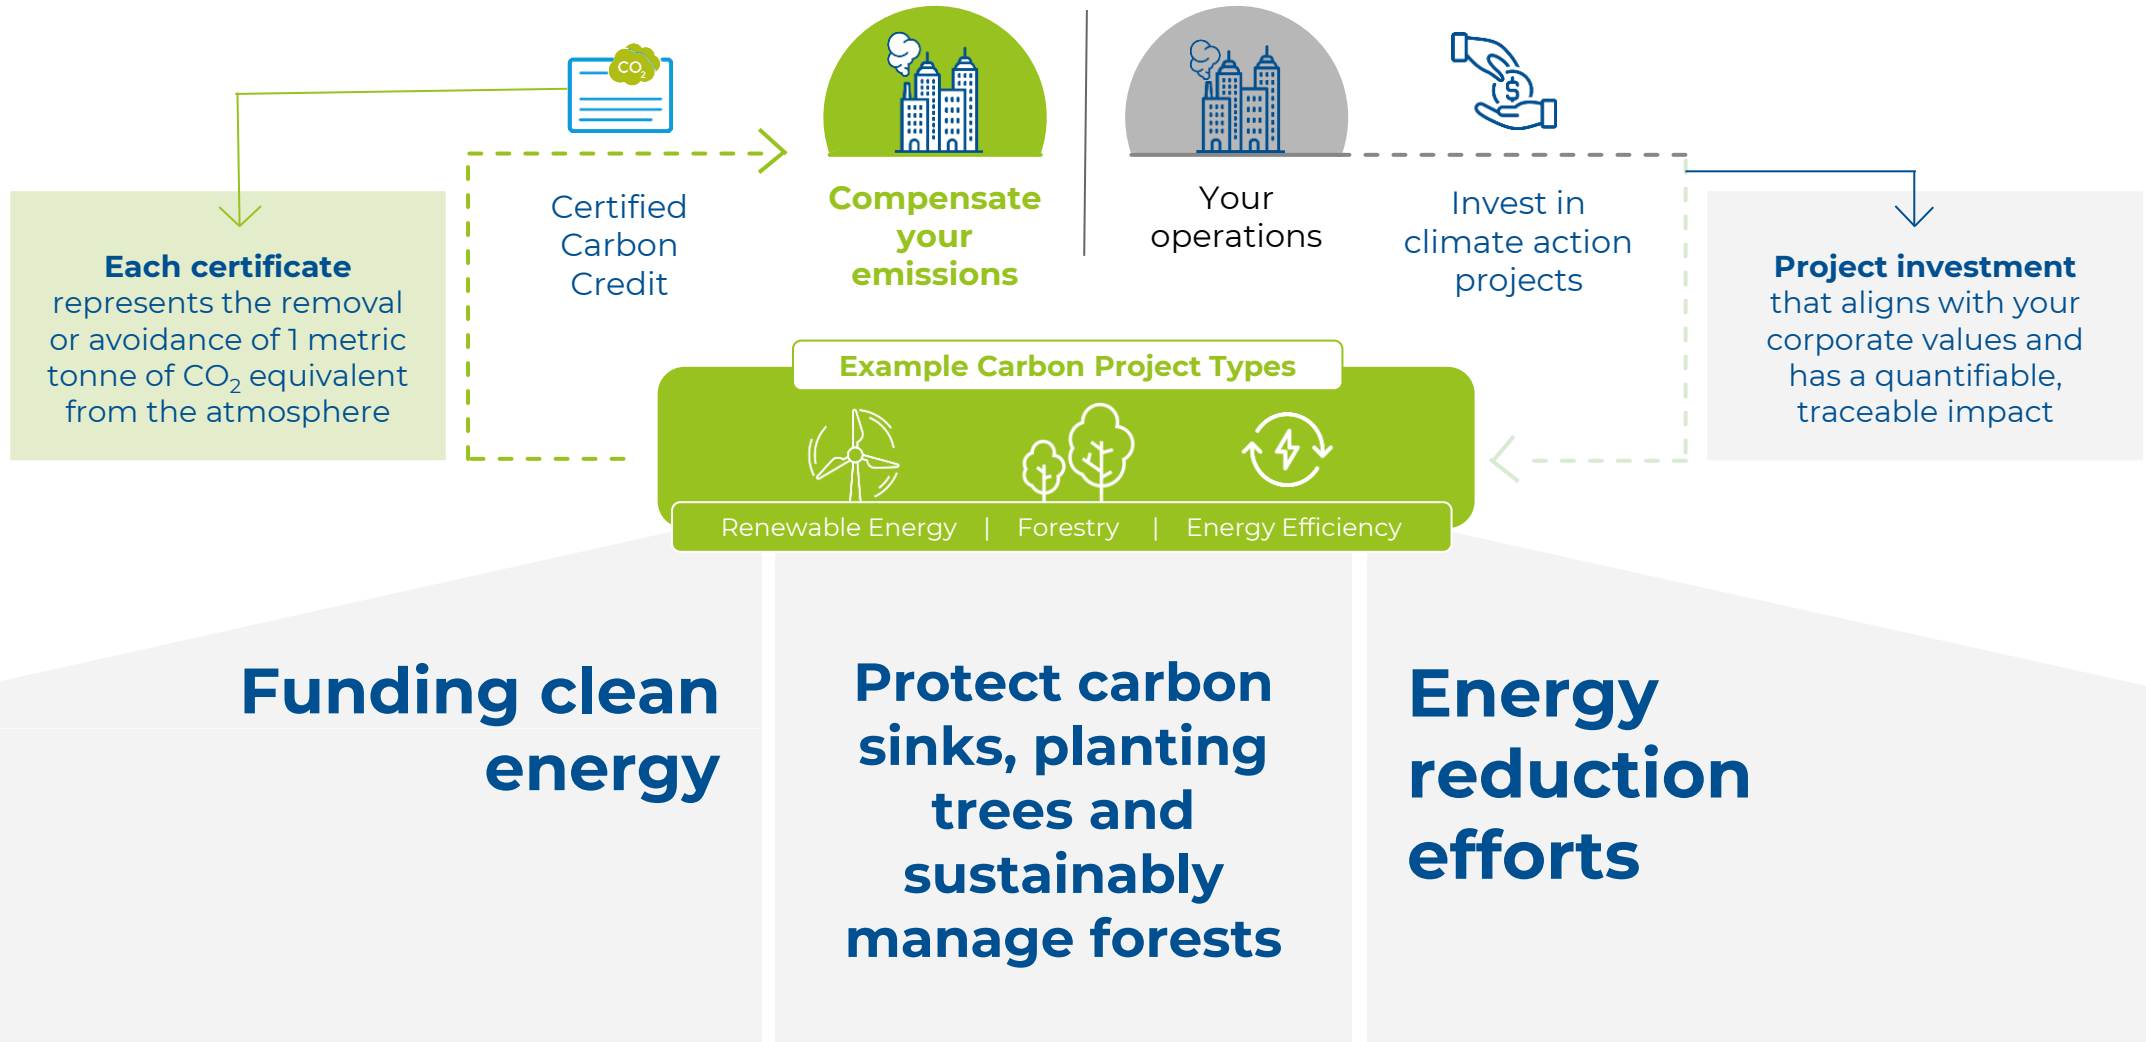 CO2
Certified
Carbon
Credit
Compensate
your
emissions
Your
operations
$
Invest in
climate action
projects
Each certificate
represents the removal
or avoidance of 1 metric
tonne of CO2 equivalent
from the atmosphere
Project investment
that aligns with your
corporate values and
has a quantifiable,
traceable impact
Example Carbon Project Types
Renewable Energy | Forestry | Energy Efficiency
Funding clean
energy
Protect carbon
sinks, planting
trees and
sustainably
manage forests
Energy
reduction
efforts